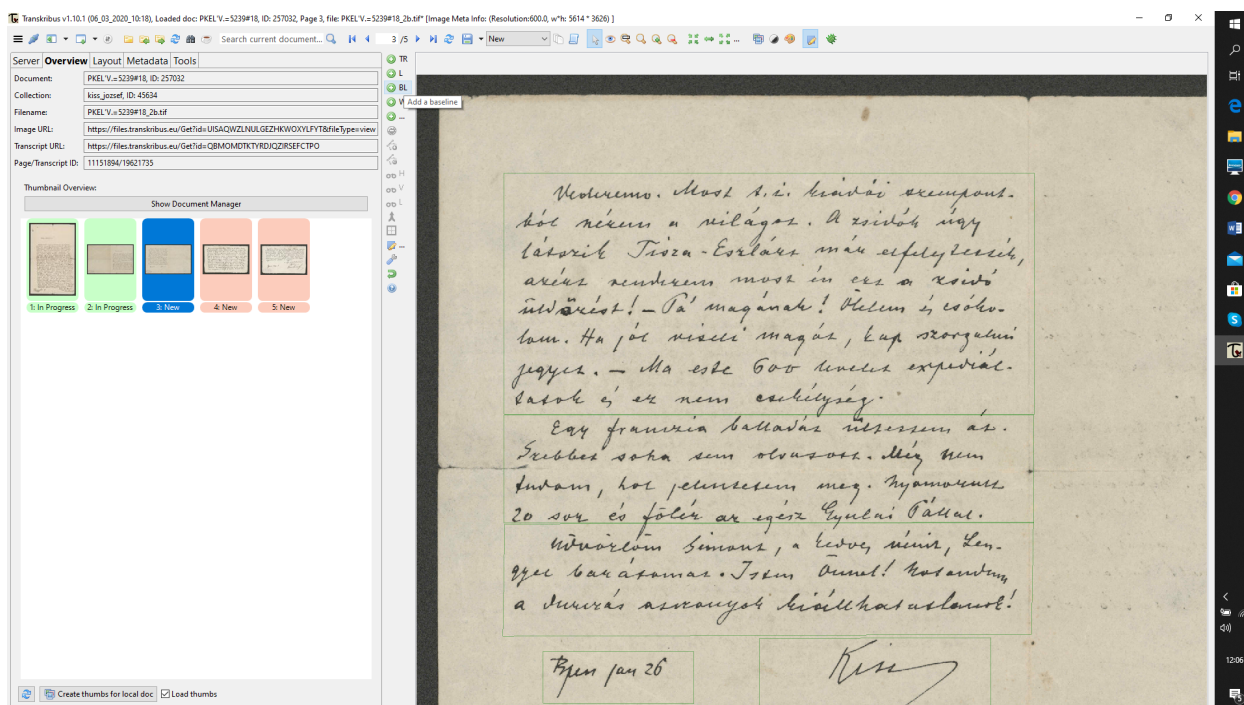 Transkribus v1.10.1 (06_03_2020_10:18), Loaded doc: PKEL'V.=5239#18, ID: 257032, Page 3, file: PKEL'V.=5239#18_2b.tif* [Image Meta Info: (Resolution:600.0, w*h: 5614 * 3626) ]
Search current document...
3 /5
New
Server Overview Layout Metadata Tools
Document: PKEL'V.=5239#18, ID: 257032
Collection: kiss_jozsef, ID: 45634
Filename: PKEL'V.=5239#18_2b.tif
Image URL: https://files.transkribus.eu/Get?id=UISAQWZLNULGEZHKWOXYLFYT&fileType=view
Transcript URL: https://files.transkribus.eu/Get?id=QBMOMDTKTYRDJQZIRSEFCTPO
Page/Transcript ID: 11151894/19621735
Thumbnail Overview:
Show Document Manager
1: In Progress 2: In Progress 3: New 4: New 5: New
Create thumbs for local doc Load thumbs
TR
L
BL
Add a baseline
H
V
L
Vederemo. Most t.i. kiadói szempont-
ból nézem a világot. A zsidók úgy
látszik Tisza-Eszlárt már elfelejtették,
azért rendezem most én ezt a zsidó
üldözést! – Pá magának! Ölelem és csóko-
lom. Ha jól viseli magát, kap szorgalmi
jegyet. – Ma este 600 levelet expediál-
tatok és ez nem csekélység.
Egy franczia balladát ültettem át.
Szebbet soha sem olvasott. Még nem
tudom, hol jelentetem meg. Nyomorult
20 sor és fölér az egész Gyulai Pállal.
Üdvözlöm Simont, a kedves nénit, Len-
gyel barátomat. Isten Önnel!
a asszonyok kiállhatatlanok!
Bpen jan 26
Kiss
12:06